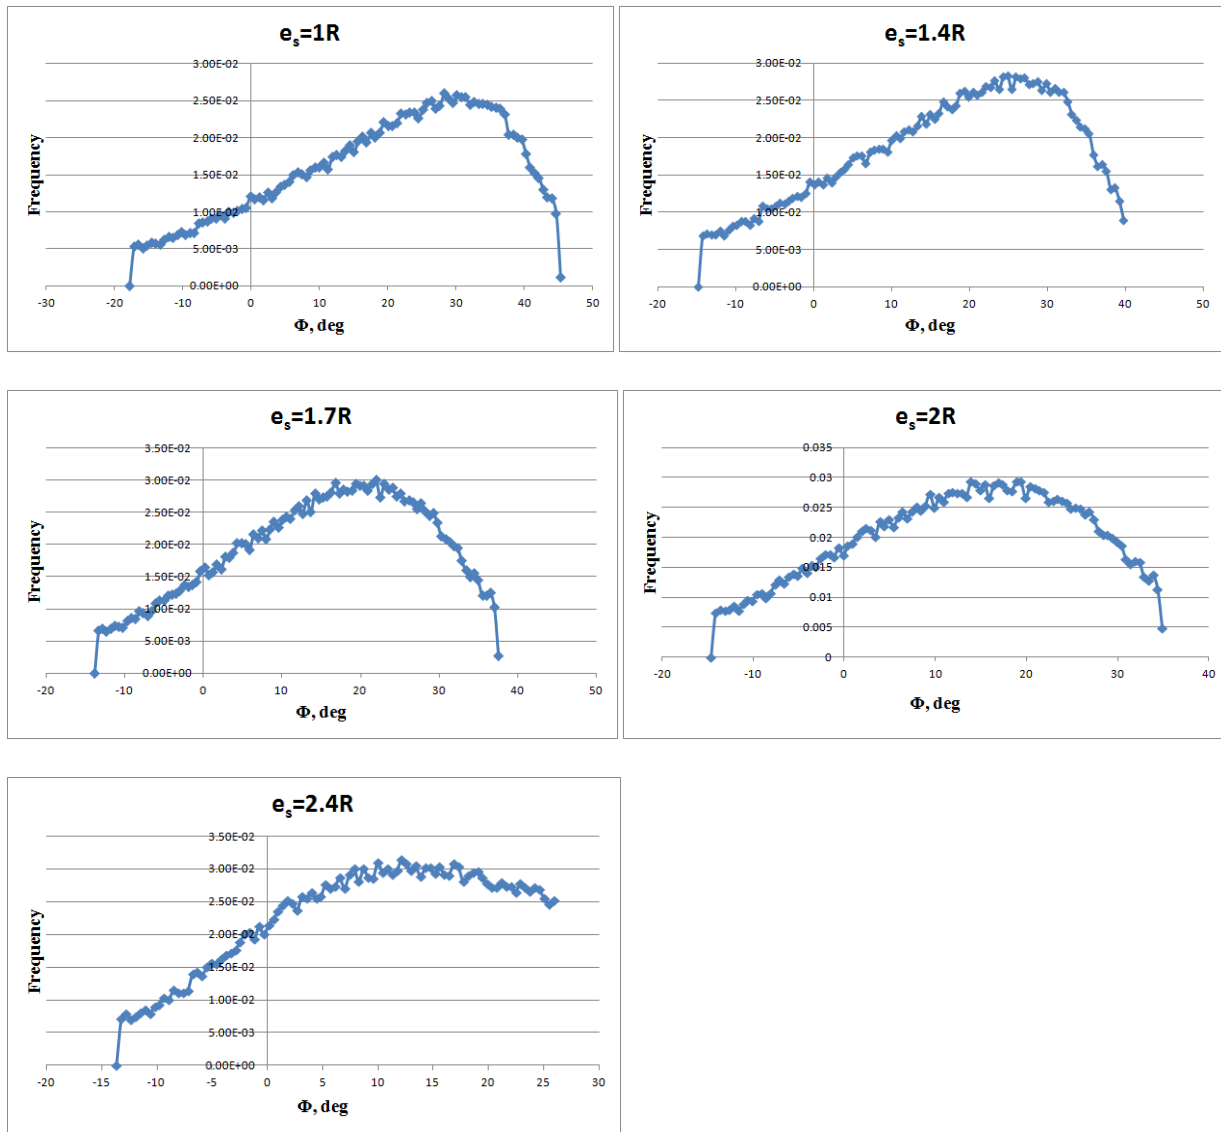 es=1R
3.00E-02
2.50E-02
2.00E-02
1.50E-02
1.00E-02
5.00E-03
0.00E+00
Frequency
-30 -20 -10 0 10 20 30 40 50
Φ, deg
es=1.4R
3.00E-02
2.50E-02
2.00E-02
1.50E-02
1.00E-02
5.00E-03
0.00E+00
Frequency
-20 -10 0 10 20 30 40 50
Φ, deg
es=1.7R
3.50E-02
3.00E-02
2.50E-02
2.00E-02
1.50E-02
1.00E-02
5.00E-03
0.00E+00
Frequency
-20 -10 0 10 20 30 40 50
Φ, deg
es=2R
0.035
0.03
0.025
0.02
0.015
0.01
0.005
0
Frequency
-20 -10 0 10 20 30 40
Φ, deg
es=2.4R
3.50E-02
3.00E-02
2.50E-02
2.00E-02
1.50E-02
1.00E-02
5.00E-03
0.00E+00
Frequency
-20 -15 -10 -5 0 5 10 15 20 25 30
Φ, deg